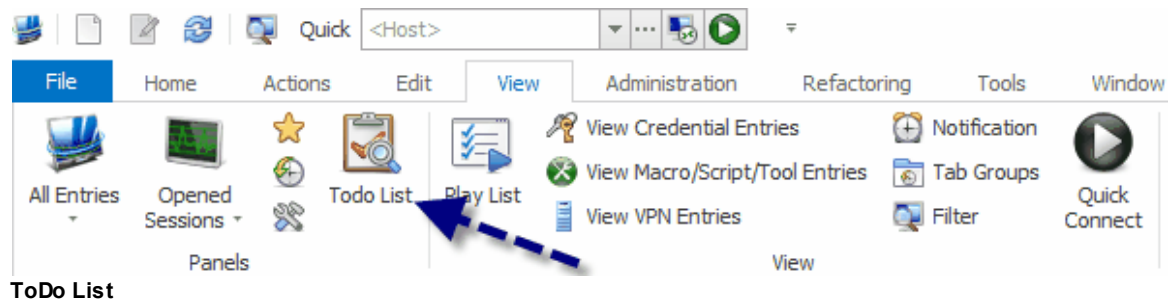 Quick <Host>
File Home Actions Edit View Administration Refactoring Tools Window
All Entries
Opened
Sessions
Todo List
Play List
View Credential Entries
View Macro/Script/Tool Entries
View VPN Entries
Notification
Tab Groups
Filter
Quick
Connect
Panels
View
ToDo List